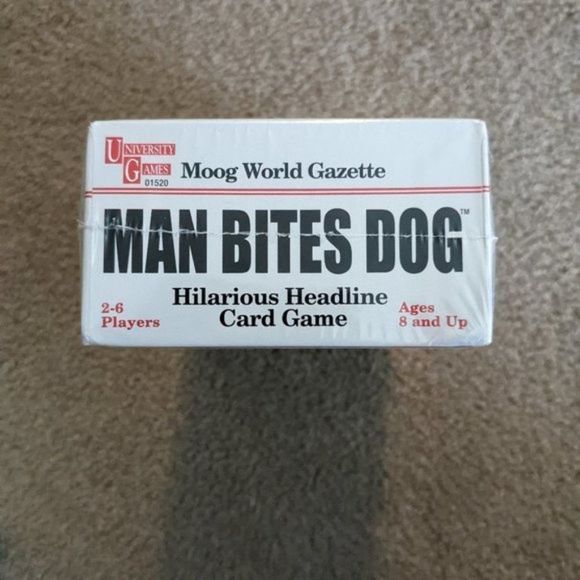 UNIVERSITY
GAMES
01520
Moog World Gazette
MAN BITES DOG™
Hilarious Headline
Card Game
2-6
Players
Ages
8 and Up